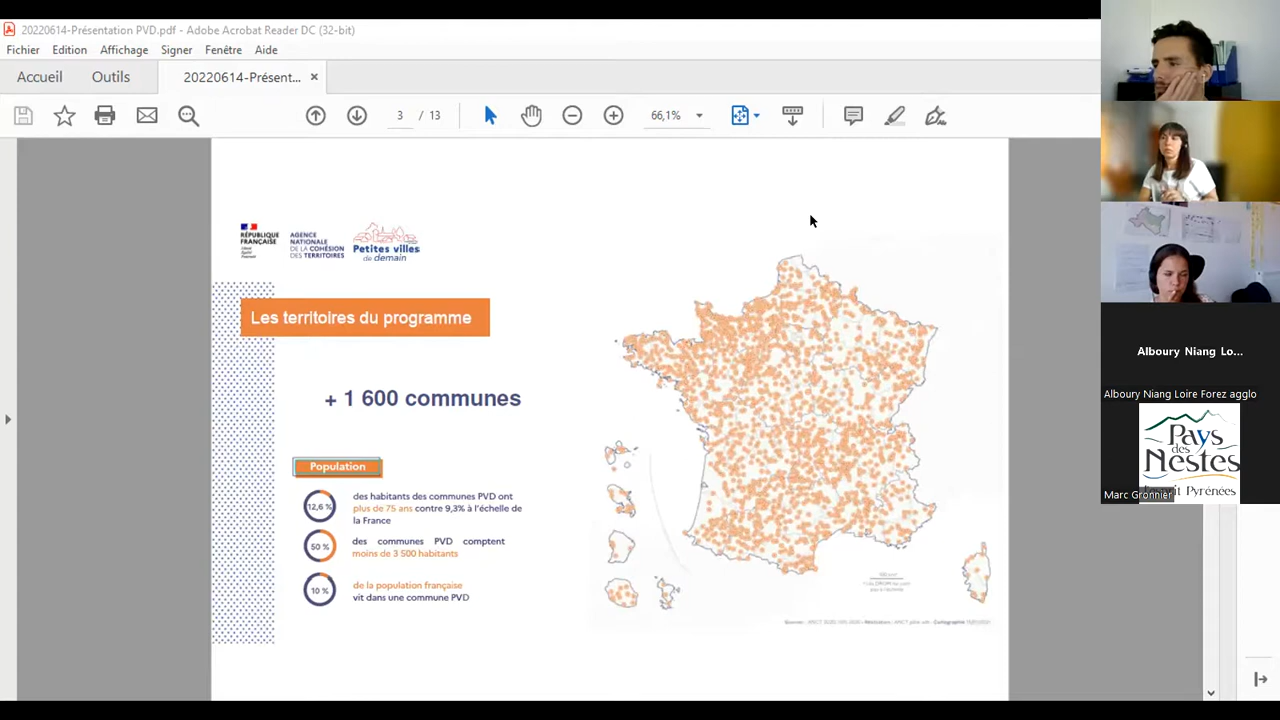 20220614-Présentation PVD.pdf - Adobe Acrobat Reader DC (32-bit)
Fichier Edition Affichage Signer Fenêtre Aide
Accueil Outils 20220614-Présent... ×
3 / 13 66,1%
RÉPUBLIQUE
FRANÇAISE
AGENCE
NATIONALE
DE LA COHÉSION
DES TERRITOIRES
Petites villes
de demain
Les territoires du programme
+ 1 600 communes
Population
12,6 %
des habitants des communes PVD ont
plus de 75 ans contre 9,3% à l'échelle de
la France
50 %
des communes PVD comptent
moins de 3 500 habitants
10 %
de la population française
vit dans une commune PVD
Alboury Niang Lo...
Alboury Niang Loire Forez agglo
Pays
des
Nestes
Pyrénées
Marc Gronnier